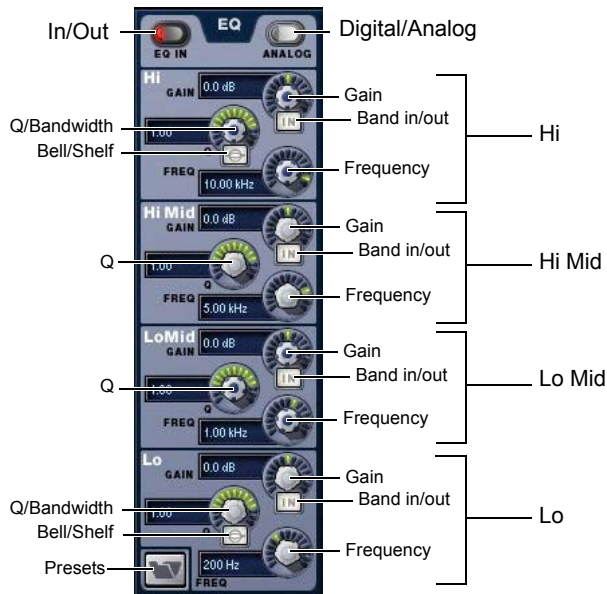 In/Out
EQ
Digital/Analog
EQ IN
ANALOG
Hi
GAIN
0.0 dB
Gain
Q/Bandwidth
1.00
IN
Band in/out
Hi
Bell/Shelf
Q
FREQ
10.00 kHz
Frequency
Hi Mid
GAIN
0.0 dB
Gain
Q
1.00
IN
Band in/out
Hi Mid
Q
FREQ
5.00 kHz
Frequency
LoMid
GAIN
0.0 dB
Gain
Q
1.00
IN
Band in/out
Lo Mid
Q
FREQ
1.00 kHz
Frequency
Lo
GAIN
0.0 dB
Gain
Q/Bandwidth
1.00
IN
Band in/out
Lo
Bell/Shelf
Q
Presets
200 Hz
Frequency
FREQ